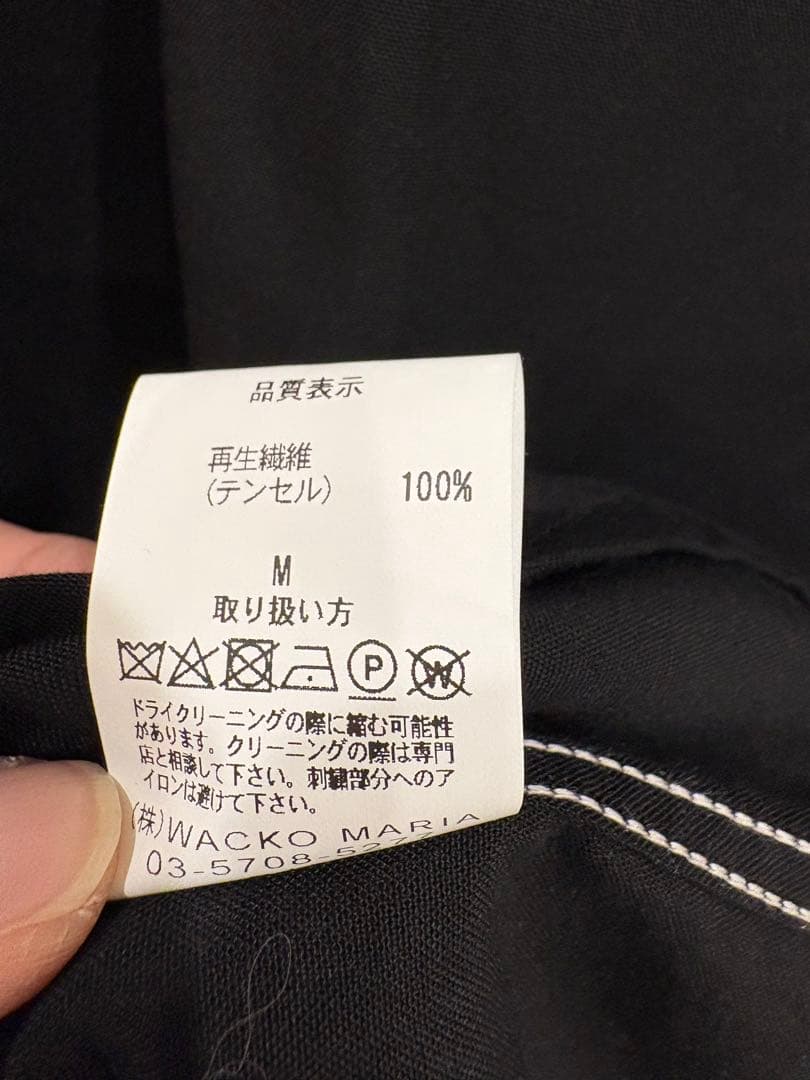 品質表示
再生繊維
(テンセル) 100%
M
取り扱い方
P W
ドライクリーニングの際に縮む可能性
があります。クリーニングの際は専門
店と相談して下さい。刺繍部分へのア
イロンは避けて下さい。
(株)WACKO MARIA
03-5708-527